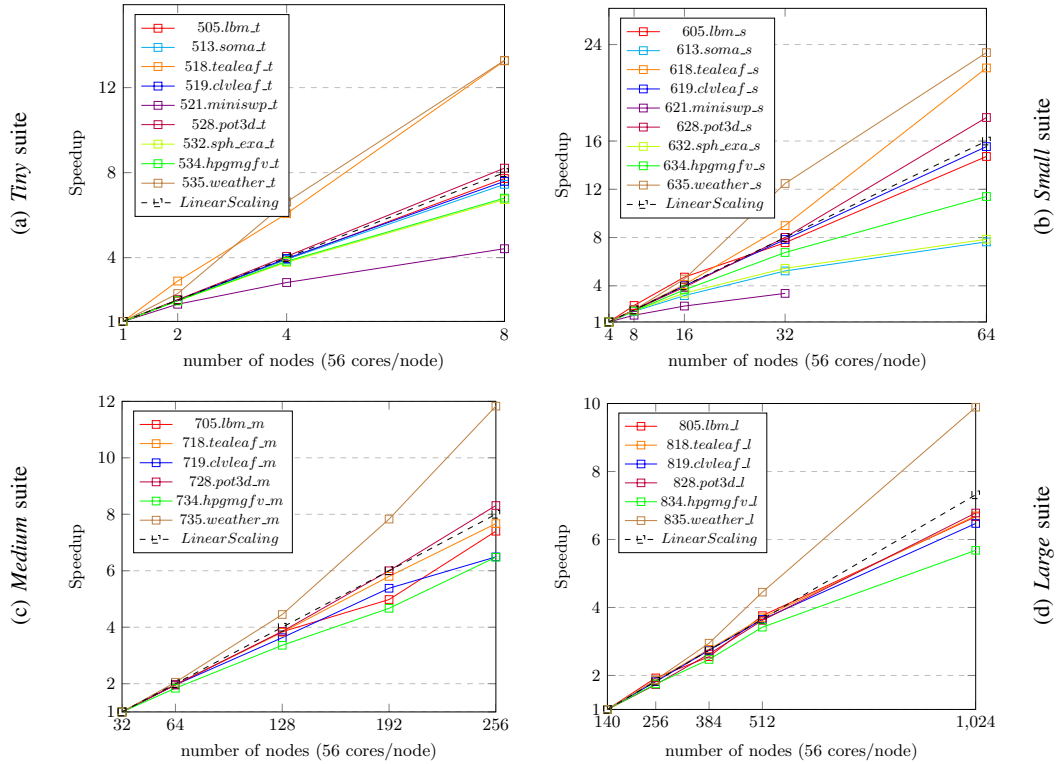 (a) Tiny suite
Speedup
12
8
4
1
505.lbm_t
513.soma_t
518.tealeaf_t
519.clvleaf_t
521.miniswp_t
528.pot3d_t
532.sph_exa_t
534.hpgmgfv_t
535.weather_t
LinearScaling
1 2 4 8
number of nodes (56 cores/node)
(b) Small suite
Speedup
24
16
12
8
4
1
605.lbm_s
613.soma_s
618.tealeaf_s
619.clvleaf_s
621.miniswp_s
628.pot3d_s
632.sph_exa_s
634.hpgmgfv_s
635.weather_s
LinearScaling
4 8 16 32 64
number of nodes (56 cores/node)
(c) Medium suite
Speedup
12
10
8
6
4
2
1
705.lbm_m
718.tealeaf_m
719.clvleaf_m
728.pot3d_m
734.hpgmgfv_m
735.weather_m
LinearScaling
32 64 128 192 256
number of nodes (56 cores/node)
(d) Large suite
Speedup
10
8
6
4
2
1
805.lbm_l
818.tealeaf_l
819.clvleaf_l
828.pot3d_l
834.hpgmgfv_l
835.weather_l
LinearScaling
140 256 384 512 1,024
number of nodes (56 cores/node)